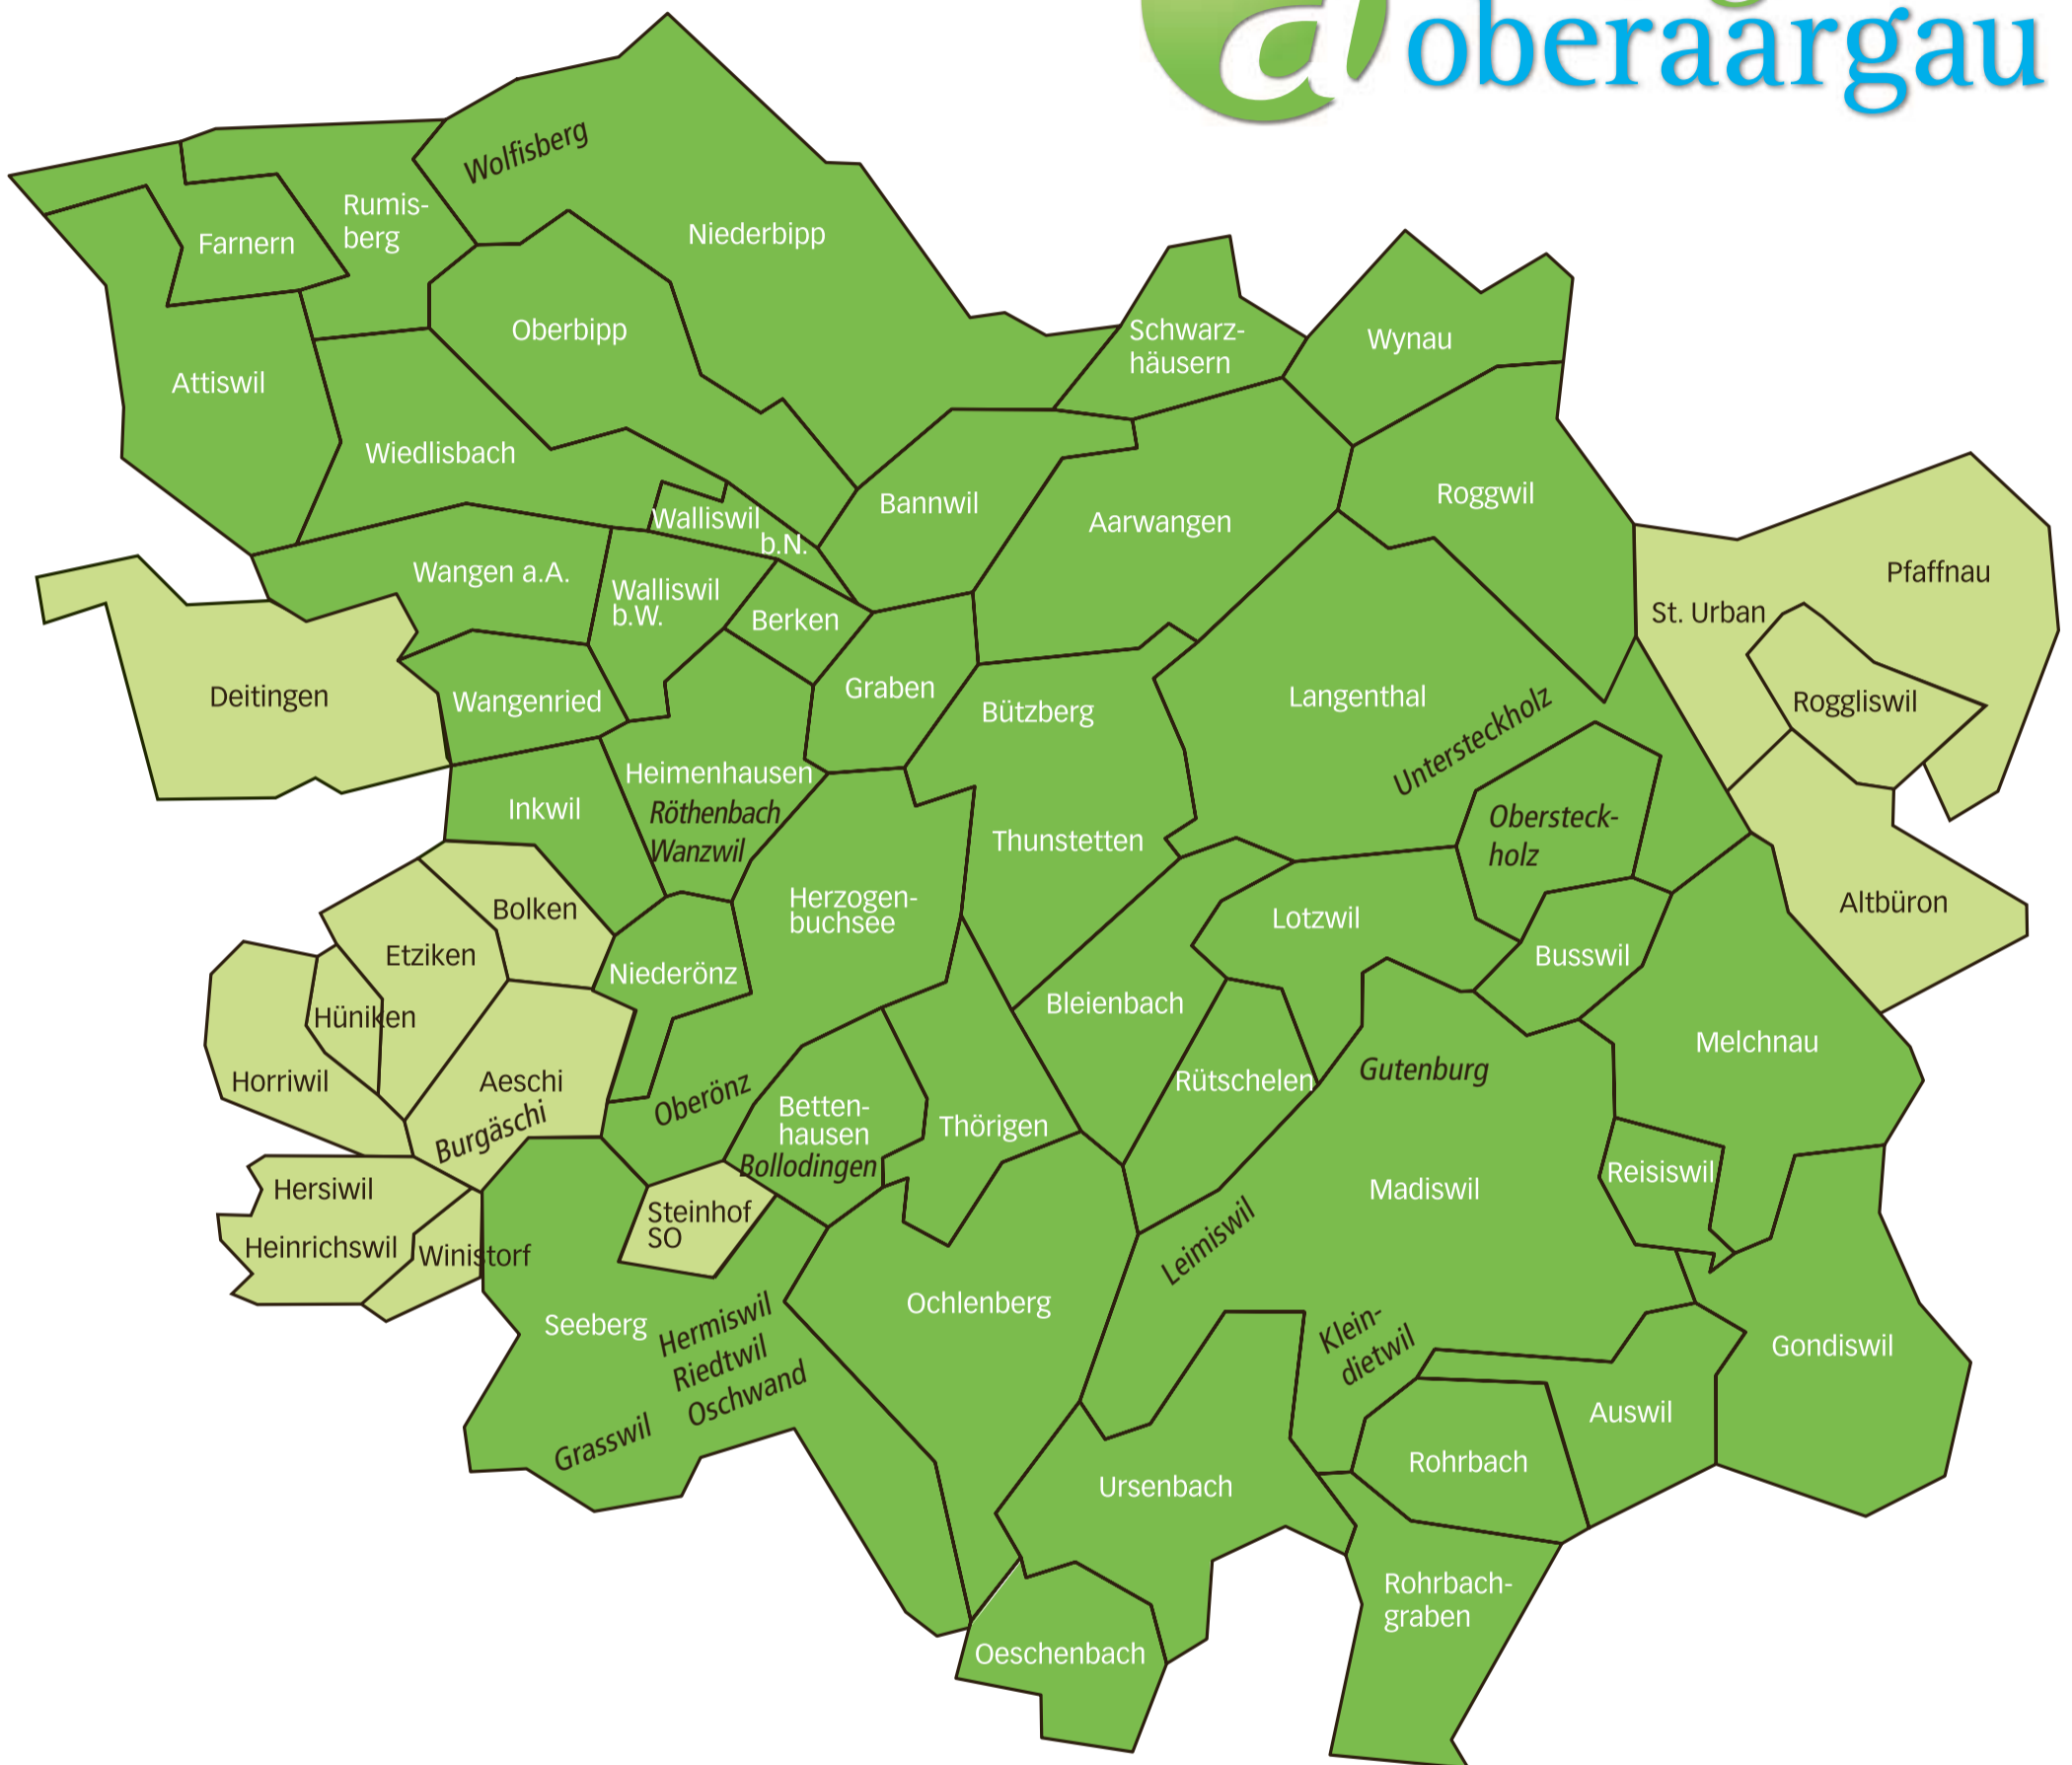 a
oberaargau
Wolfisberg
Rumis-
berg
Farnern
Niederbipp
Oberbipp
Schwarz-
häusern
Wynau
Attiswil
Wiedlisbach
Bannwil
Roggwil
Walliswil
b.N.
Aarwangen
Pfaffnau
Wangen a.A.
Walliswil
b.W.
Berken
St. Urban
Deitingen
Wangenried
Graben
Bützberg
Langenthal
Untersteckholz
Roggliswil
Heimenhausen
Röthenbach
Wanzwil
Inkwil
Thunstetten
Obersteck-
holz
Bolken
Herzogen-
buchsee
Lotzwil
Altbüron
Etziken
Niederönz
Busswil
Hüniken
Bleienbach
Melchnau
Horriwil
Aeschi
Burgäschi
Oberönz
Betten-
hausen
Bollodingen
Thörigen
Rütschelen
Gutenburg
Hersiwil
Steinhof
SO
Madiswil
Reisiswil
Heinrichswil
Winistorf
Leimiswil
Seeberg
Hermiswil
Riedtwil
Oschwand
Grasswil
Ochlenberg
Klein-
dietwil
Gondiswil
Auswil
Rohrbach
Ursenbach
Rohrbach-
graben
Oeschenbach